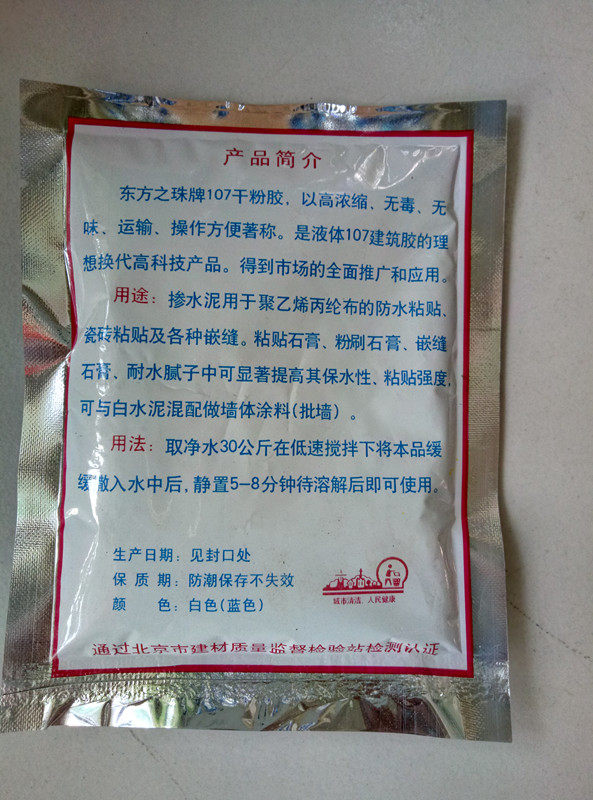 产品简介
东方之珠牌107干粉胶，以高浓缩、无毒、无
味、运输、操作方便著称。是液体107建筑胶的理
想换代高科技产品。得到市场的全面推广和应用。
用途：掺水泥用于聚乙烯丙纶布的防水粘贴、
瓷砖粘贴及各种嵌缝。粘贴石膏、粉刷石膏、嵌缝
石膏、耐水腻子中可显著提高其保水性、粘贴强度，
可与白水泥混配做墙体涂料(批墙)。
用法：取净水30公斤在低速搅拌下将本品缓
缓撒入水中后，静置5-8分钟待溶解后即可使用。
生产日期：见封口处
保 质 期：防潮保存不失效
颜 色：白色(蓝色)
城市清洁，人民健康
通过北京市建材质量监督检验站检测认证